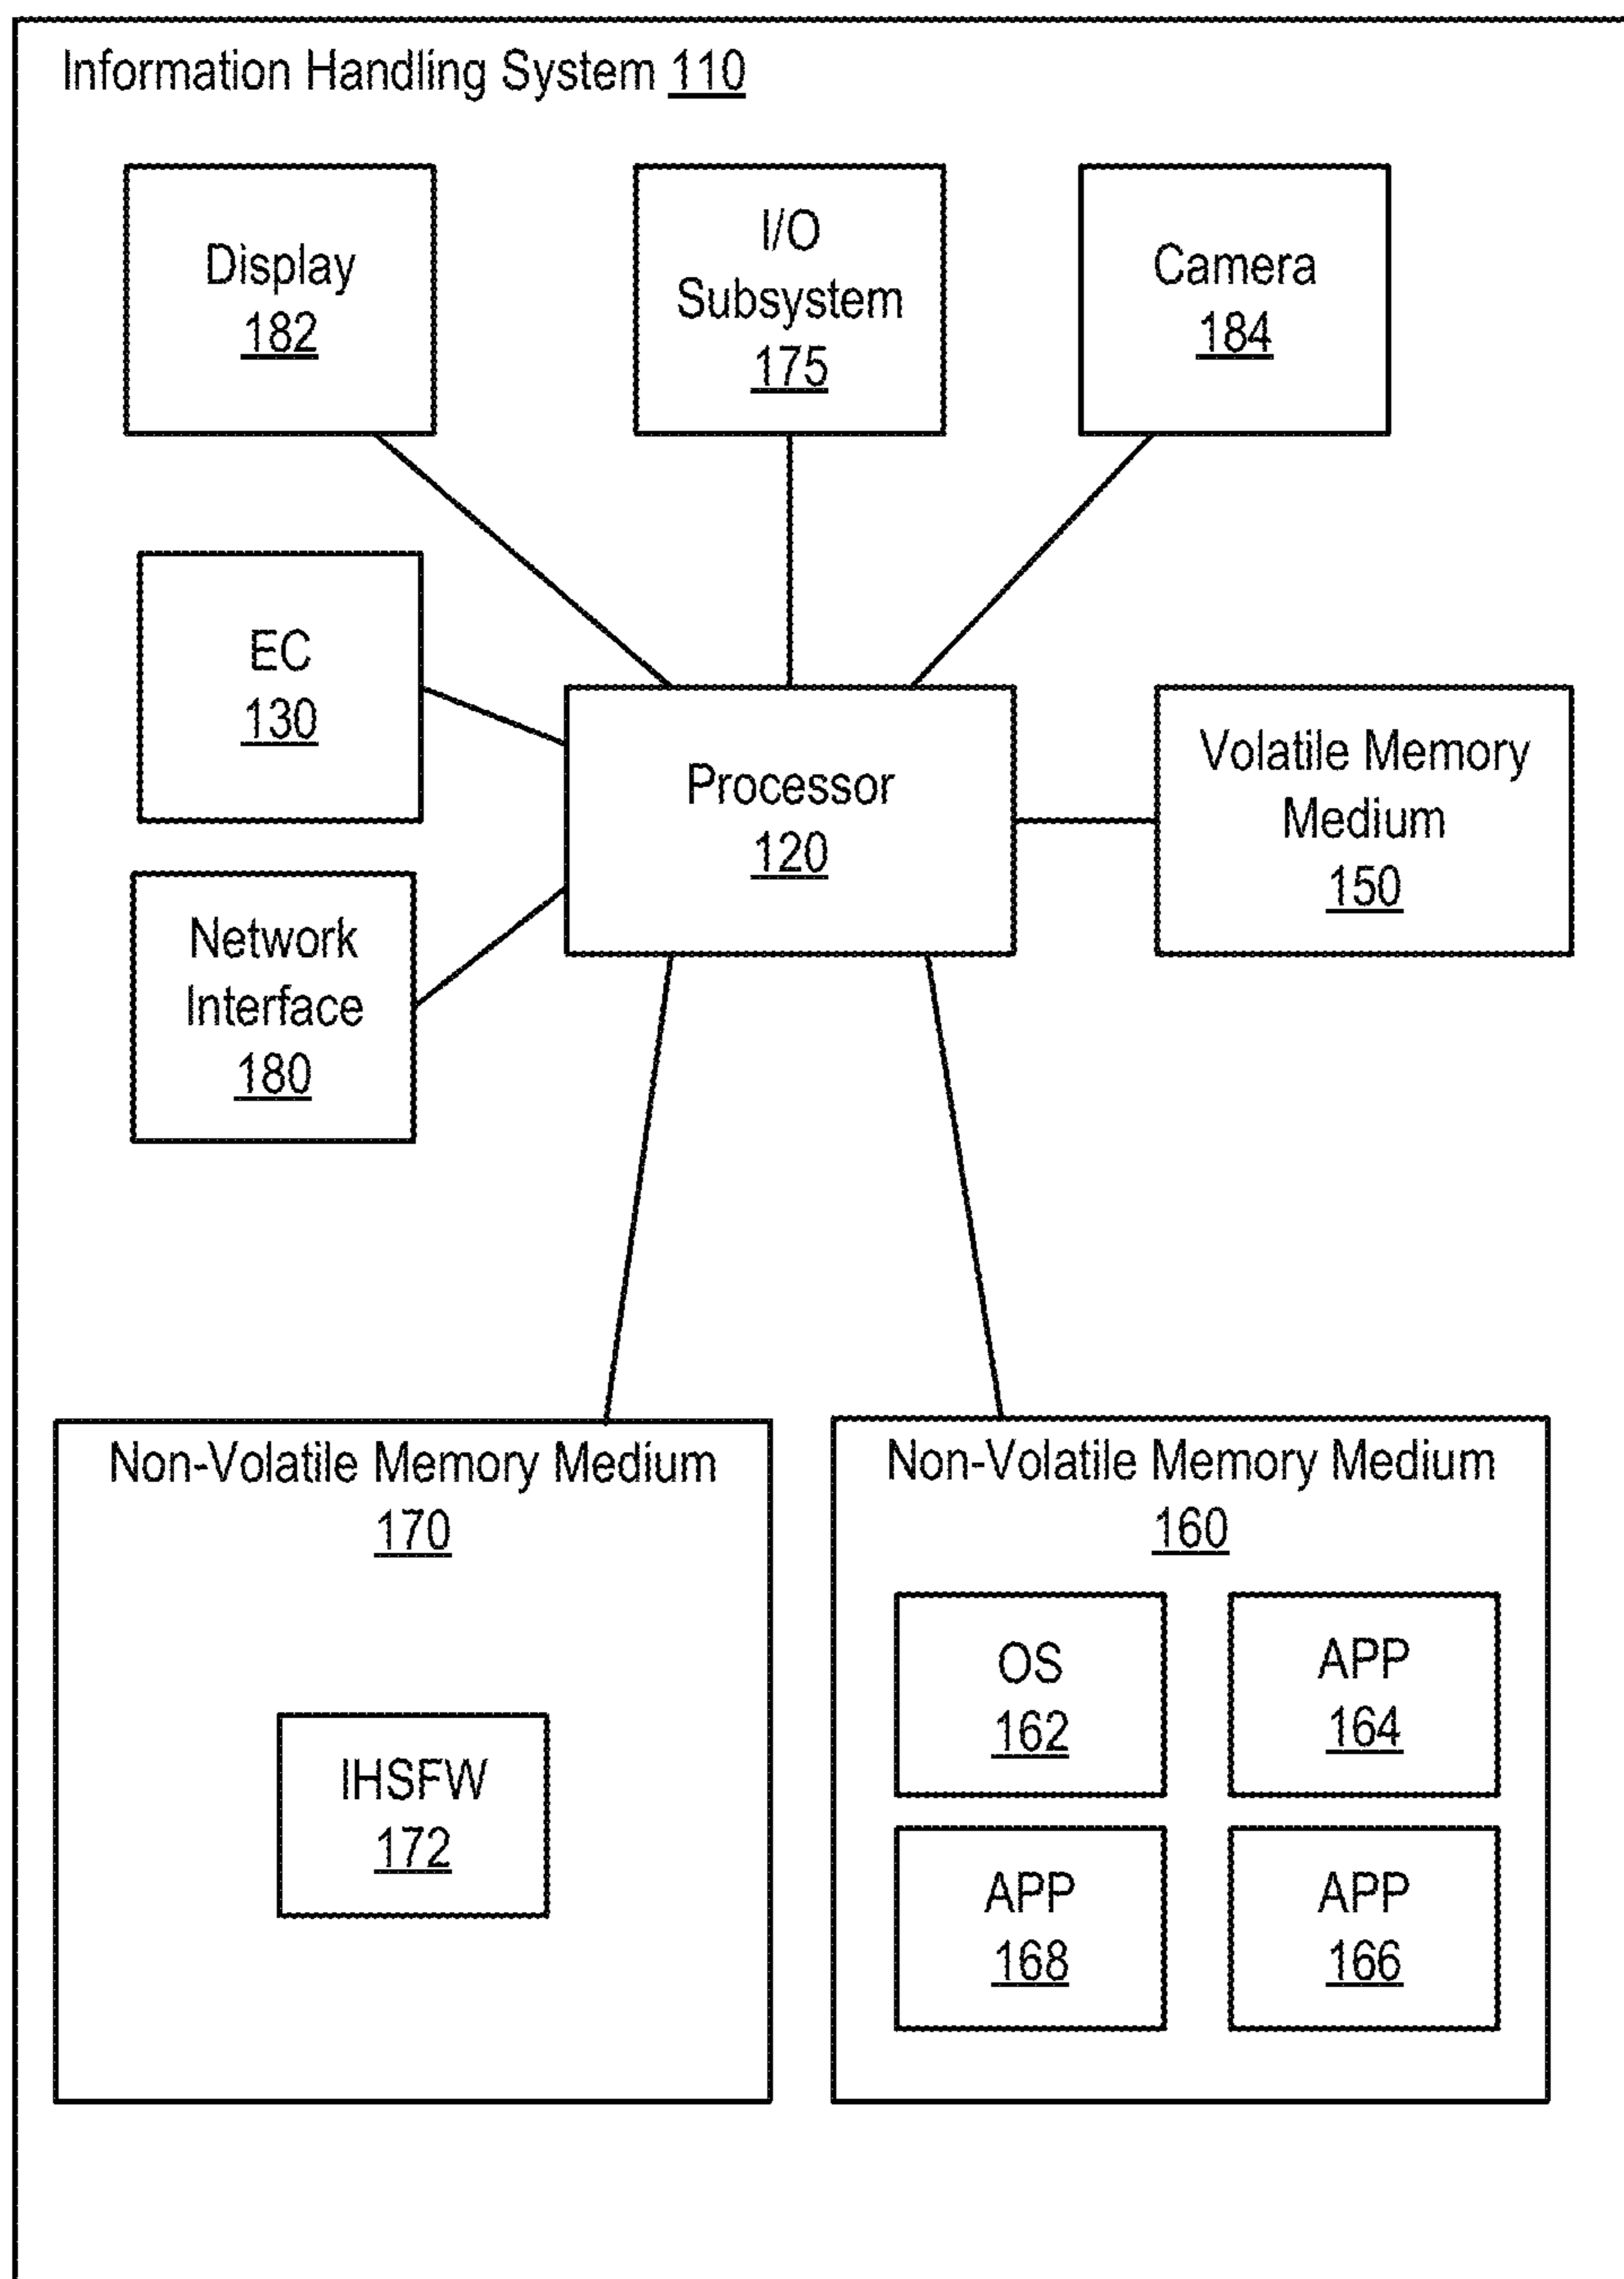 Information Handling System 110
Display
182
I/O
Subsystem
175
Camera
184
EC
130
Processor
120
Volatile Memory
Medium
150
Network
Interface
180
Non-Volatile Memory Medium
170
IHSFW
172
Non-Volatile Memory Medium
160
OS
162
APP
164
APP
168
APP
166